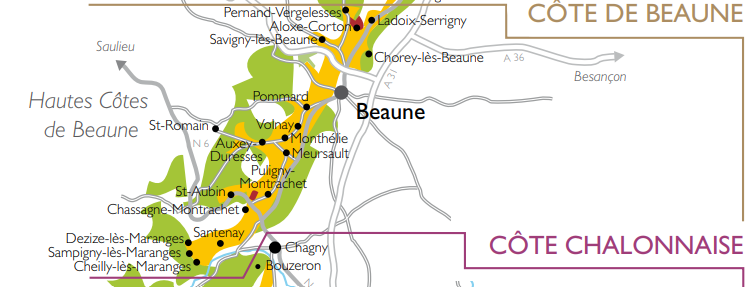 Pernand-Vergelesses
CÔTE DE BEAUNE
Aloxe-Corton
Ladoix-Serrigny
Savigny-lès-Beaune
Saulieu
Chorey-lès-Beaune
A 36
A 31
Besançon
Hautes Côtes
de Beaune
Pommard
Beaune
St-Romain
Volnay
N 6
Auxey-
Duresses
Monthélie
Meursault
Puligny-
Montrachet
St-Aubin
Chassagne-Montrachet
Santenay
Dezize-lès-Maranges
Sampigny-lès-Maranges
Cheilly-lès-Maranges
Chagny
CÔTE CHALONNAISE
Bouzeron
N